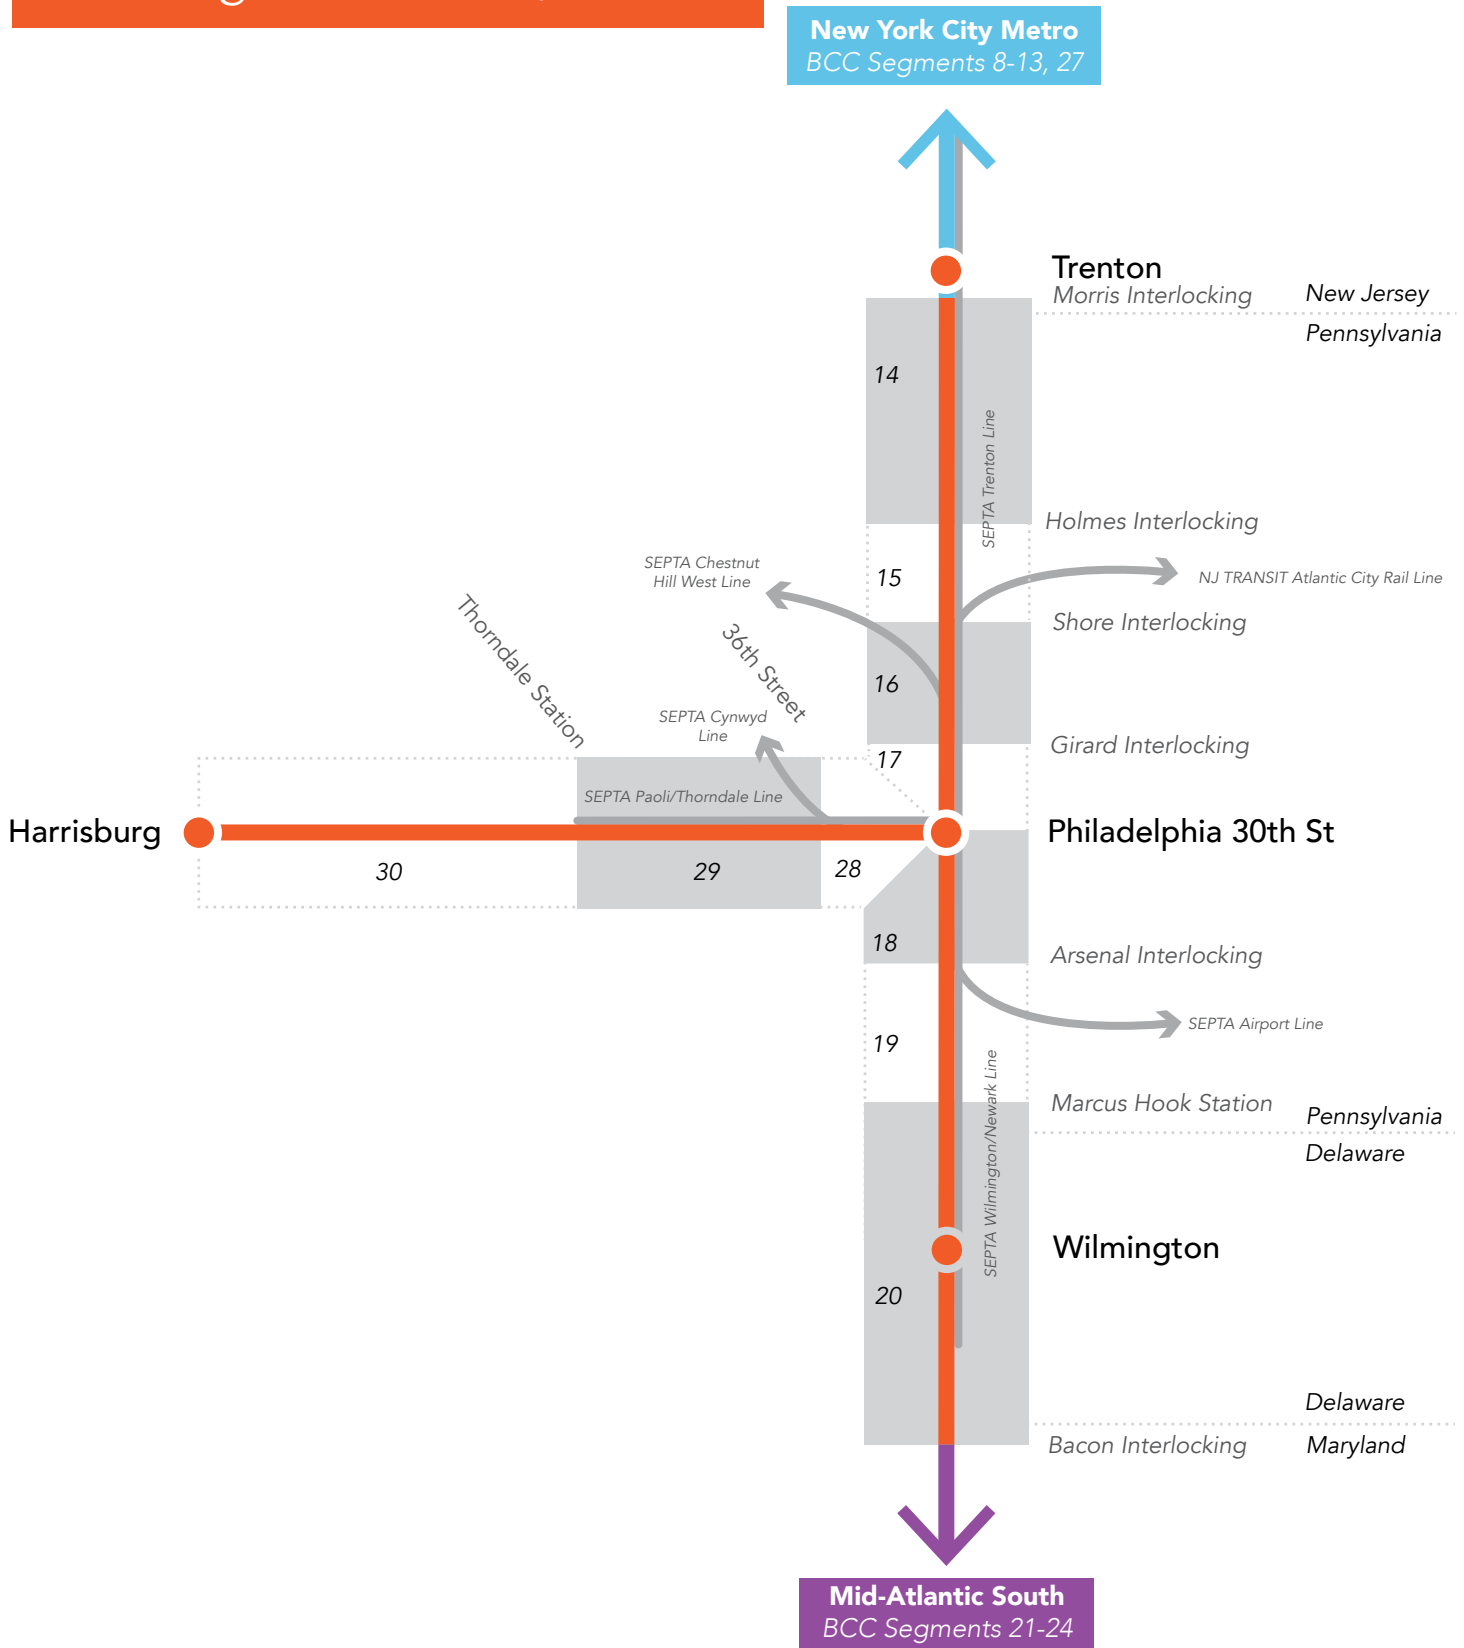 New York City Metro
BCC Segments 8-13, 27
Trenton
Morris Interlocking
New Jersey
Pennsylvania
14
SEPTA Trenton Line
Holmes Interlocking
SEPTA Chestnut
Hill West Line
15
NJ TRANSIT Atlantic City Rail Line
Shore Interlocking
Thorndale Station
36th Street
16
SEPTA Cynwyd
Line
Girard Interlocking
17
SEPTA Paoli/Thorndale Line
Harrisburg
Philadelphia 30th St
30
29
28
18
Arsenal Interlocking
SEPTA Airport Line
19
SEPTA Wilmington/Newark Line
Marcus Hook Station
Pennsylvania
Delaware
Wilmington
20
Delaware
Bacon Interlocking
Maryland
Mid-Atlantic South
BCC Segments 21-24